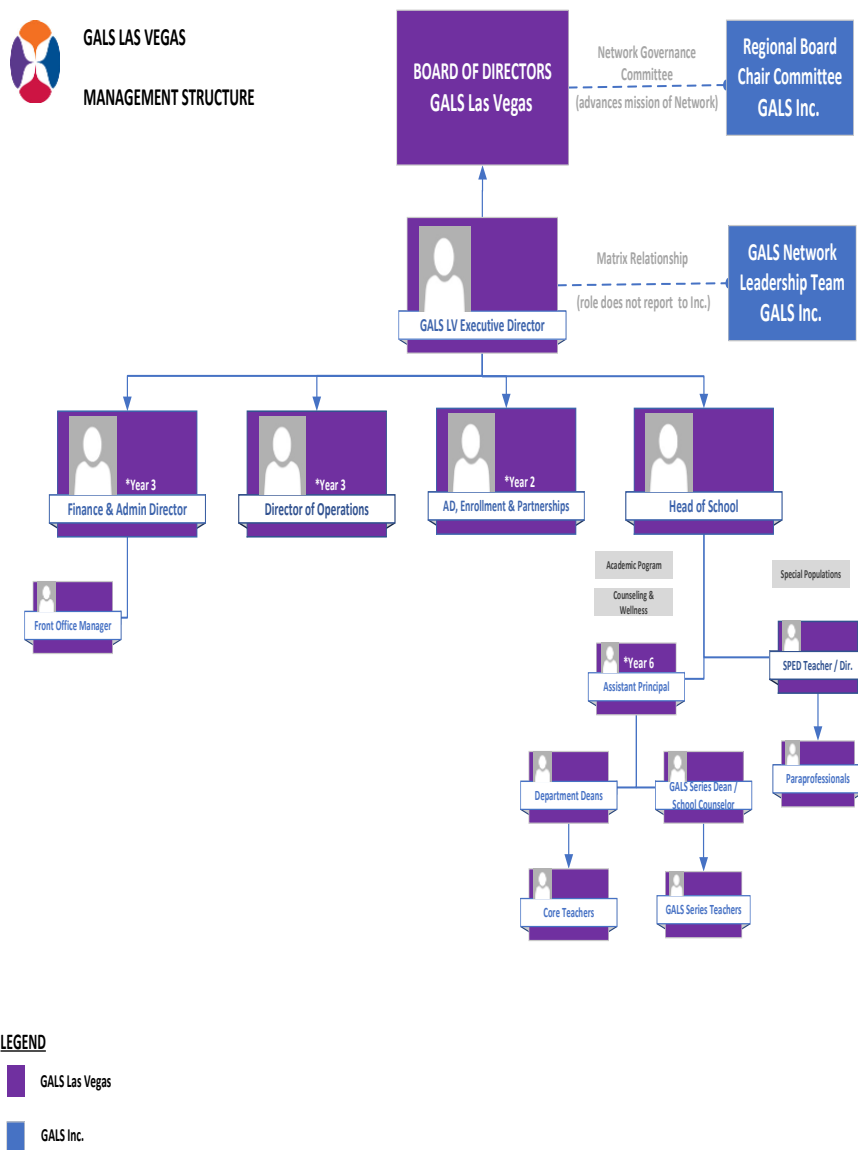 GALS LAS VEGAS
MANAGEMENT STRUCTURE
BOARD OF DIRECTORS
GALS Las Vegas
Network Governance
Committee
(advances mission of Network)
Regional Board
Chair Committee
GALS Inc.
GALS LV Executive Director
Matrix Relationship
(role does not report to Inc.)
GALS Network
Leadership Team
GALS Inc.
*Year 3
Finance & Admin Director
*Year 3
Director of Operations
*Year 2
AD, Enrollment & Partnerships
Head of School
Front Office Manager
Academic Pogram
Counseling &
Wellness
Special Populations
*Year 6
Assistant Principal
SPED Teacher / Dir.
Department Deans
GALS Series Dean /
School Counselor
Paraprofessionals
Core Teachers
GALS Series Teachers
LEGEND
GALS Las Vegas
GALS Inc.